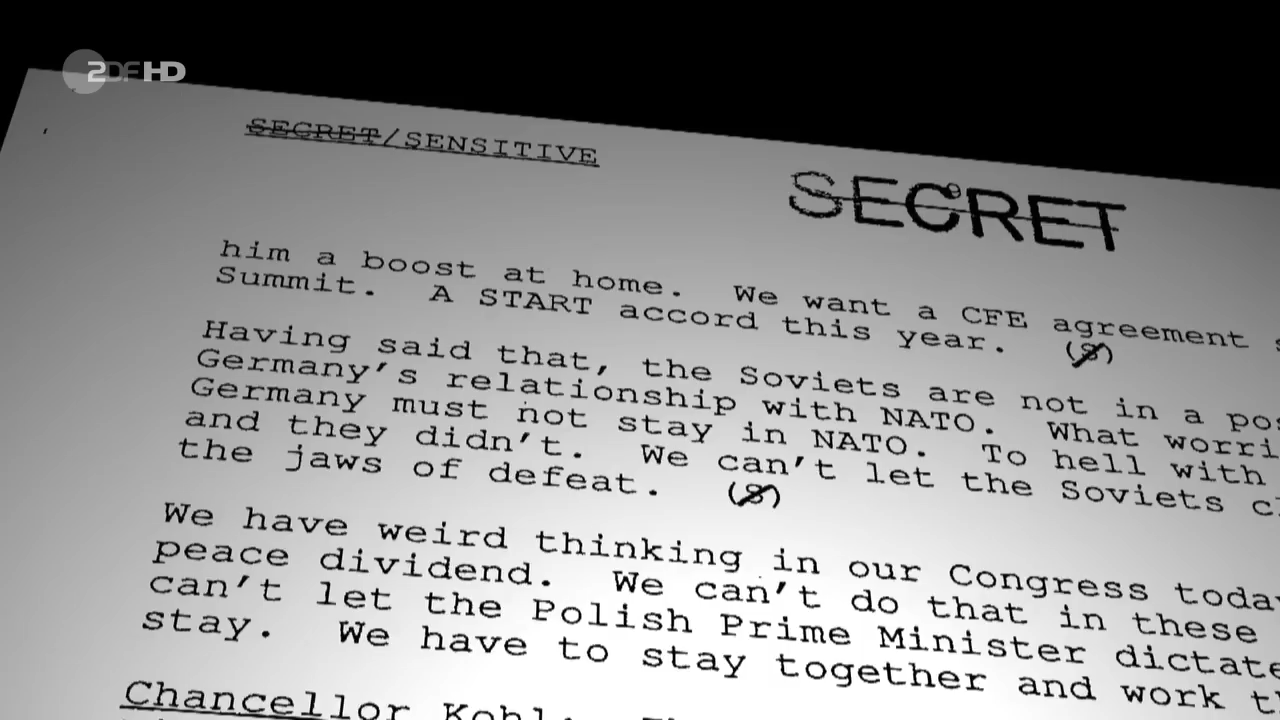 ZDF HD
SECRET/SENSITIVE
SECRET
9
him a boost at home. We want a CFE agreement
Summit. A START accord this year. (S)
Having said that, the Soviets are not in a
Germany's relationship with NATO. What
Germany must not stay in NATO. To hell with
and they didn't. We can't let the Soviets
the jaws of defeat. (S)
We have weird thinking in our Congress
peace dividend. We can't do that in these
can't let the Polish Prime Minister dictate
stay. We have to stay together and work
Chancellor Kohl: